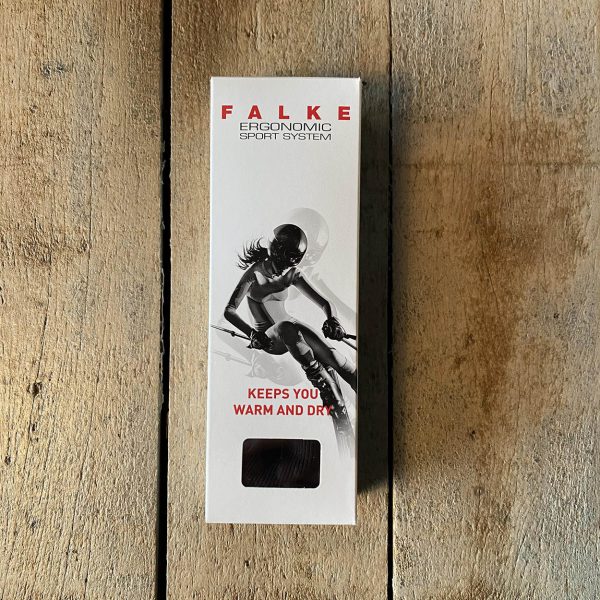 FALKE
ERGONOMIC
SPORT SYSTEM
KEEPS YOU
WARM AND DRY